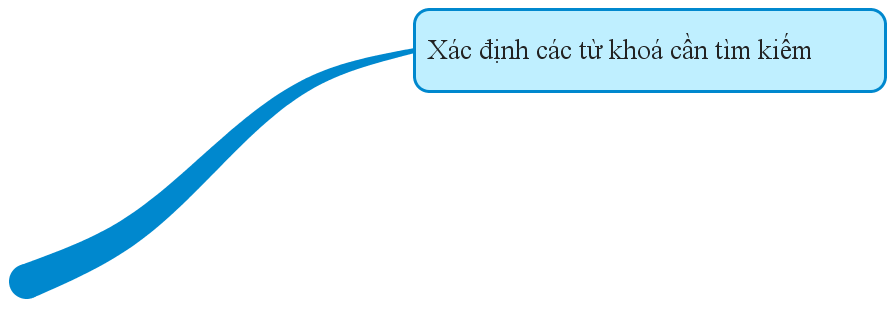 Xác định các từ khoá cần tìm kiếm